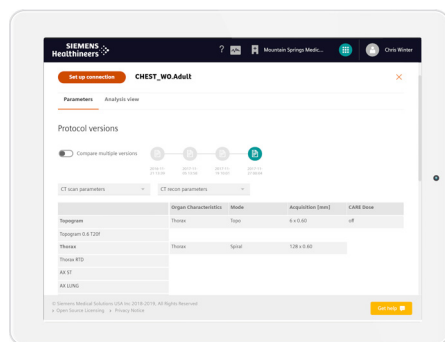 SIEMENS
Healthineers
?
Mountain Springs Medic...
Chris Winter
Set up connection
CHEST_WO.Adult
Parameters
Analysis view
Protocol versions
Compare multiple versions
CT scan parameters
CT recon parameters
Organ Characteristics Mode Acquisition [mm] CARE Dose
Topogram Thorax Topo 6 x 0.60 off
Topogram 0.6 T20f
Thorax Thorax Spiral 128 x 0.60
Thorax RTD
AX ST
AX LUNG
© Siemens Medical Solutions USA Inc 2018-2019. All Rights Reserved
Open Source Licensing Privacy Notice
Get Help